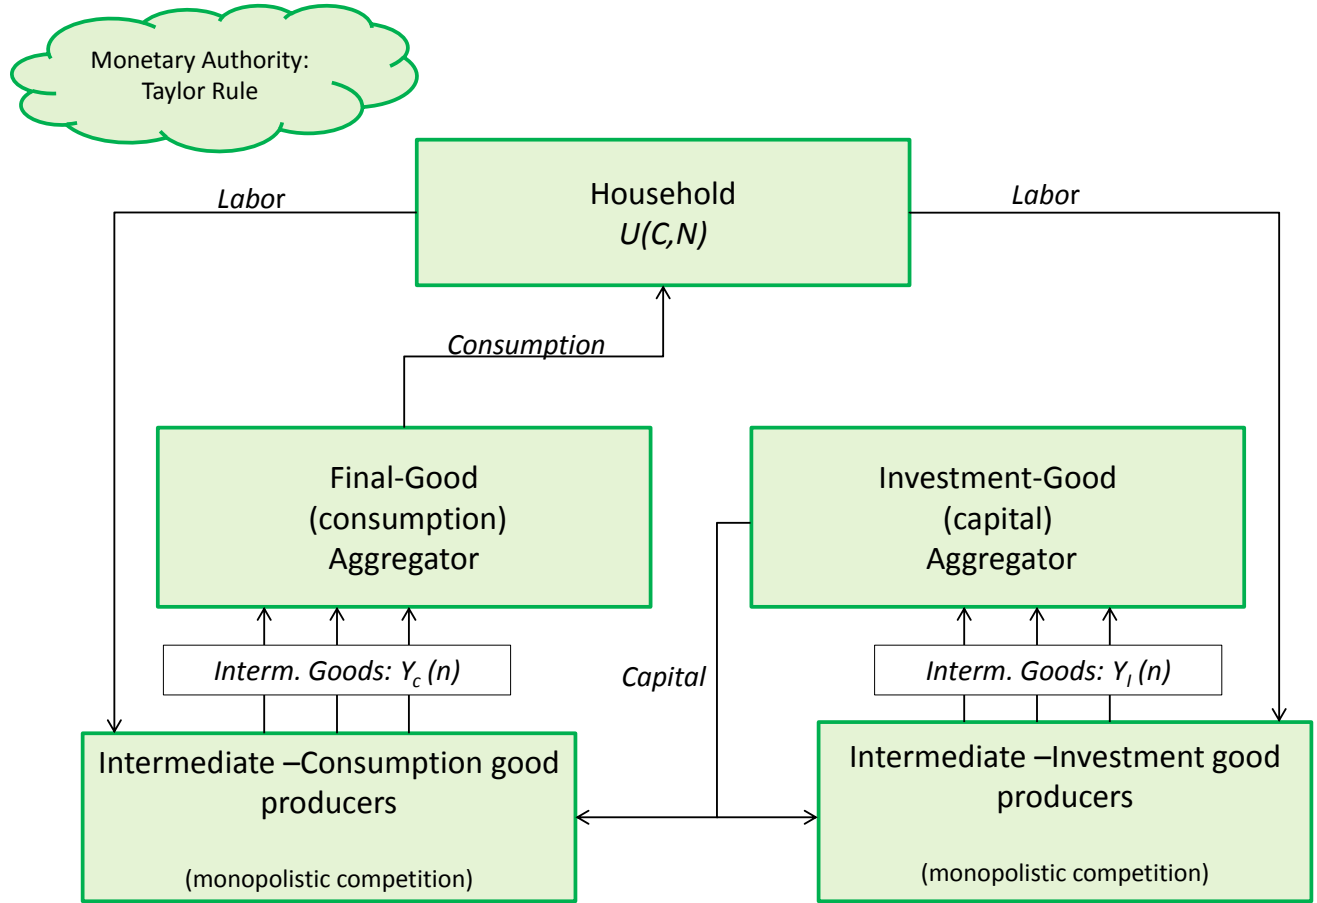 Monetary Authority:
Taylor Rule
Household
U(C,N)
Labor
Labor
Consumption
Final-Good
(consumption)
Aggregator
Investment-Good
(capital)
Aggregator
Interm. Goods: Yc (n)
Capital
Interm. Goods: YI (n)
Intermediate –Consumption good
producers
(monopolistic competition)
Intermediate –Investment good
producers
(monopolistic competition)